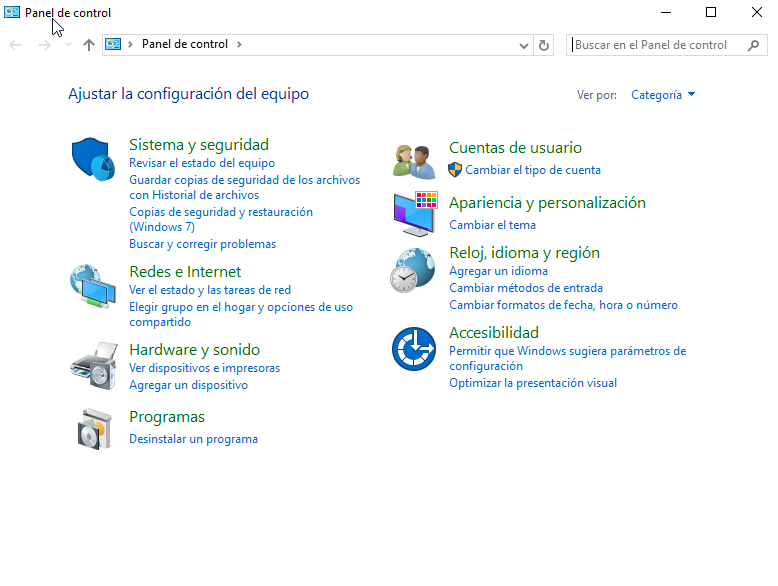 Panel de control
Panel de control
Buscar en el Panel de control
Ajustar la configuración del equipo
Ver por:
Categoría
Sistema y seguridad
Revisar el estado del equipo
Guardar copias de seguridad de los archivos
con Historial de archivos
Copias de seguridad y restauración
(Windows 7)
Buscar y corregir problemas
Redes e Internet
Ver el estado y las tareas de red
Elegir grupo en el hogar y opciones de uso
compartido
Hardware y sonido
Ver dispositivos e impresoras
Agregar un dispositivo
Programas
Desinstalar un programa
Cuentas de usuario
Cambiar el tipo de cuenta
Apariencia y personalización
Cambiar el tema
Reloj, idioma y región
Agregar un idioma
Cambiar métodos de entrada
Cambiar formatos de fecha, hora o número
Accesibilidad
Permitir que Windows sugiera parámetros de
configuración
Optimizar la presentación visual